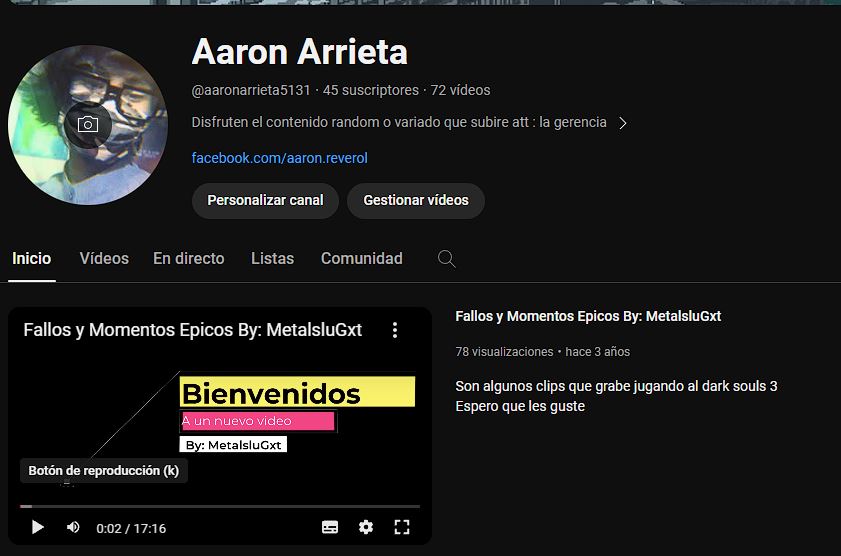 Aaron Arrieta
@aaronarrieta5131 · 45 suscriptores · 72 vídeos
Disfruten el contenido random o variado que subire att : la gerencia
facebook.com/aaron.reverol
Personalizar canal
Gestionar vídeos
Inicio
Vídeos
En directo
Listas
Comunidad
Fallos y Momentos Epicos By: MetalsluGxt
Bienvenidos
A un nuevo video
By: MetalsluGxt
Botón de reproducción (k)
0:02 / 17:16
Fallos y Momentos Epicos By: MetalsluGxt
78 visualizaciones · hace 3 años
Son algunos clips que grabe jugando al dark souls 3
Espero que les guste